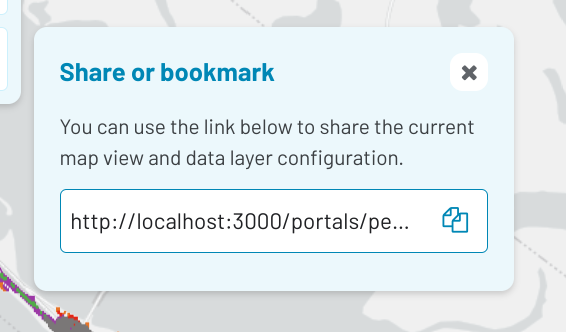 Share or bookmark
You can use the link below to share the current
map view and data layer configuration.
http://localhost:3000/portals/pe...